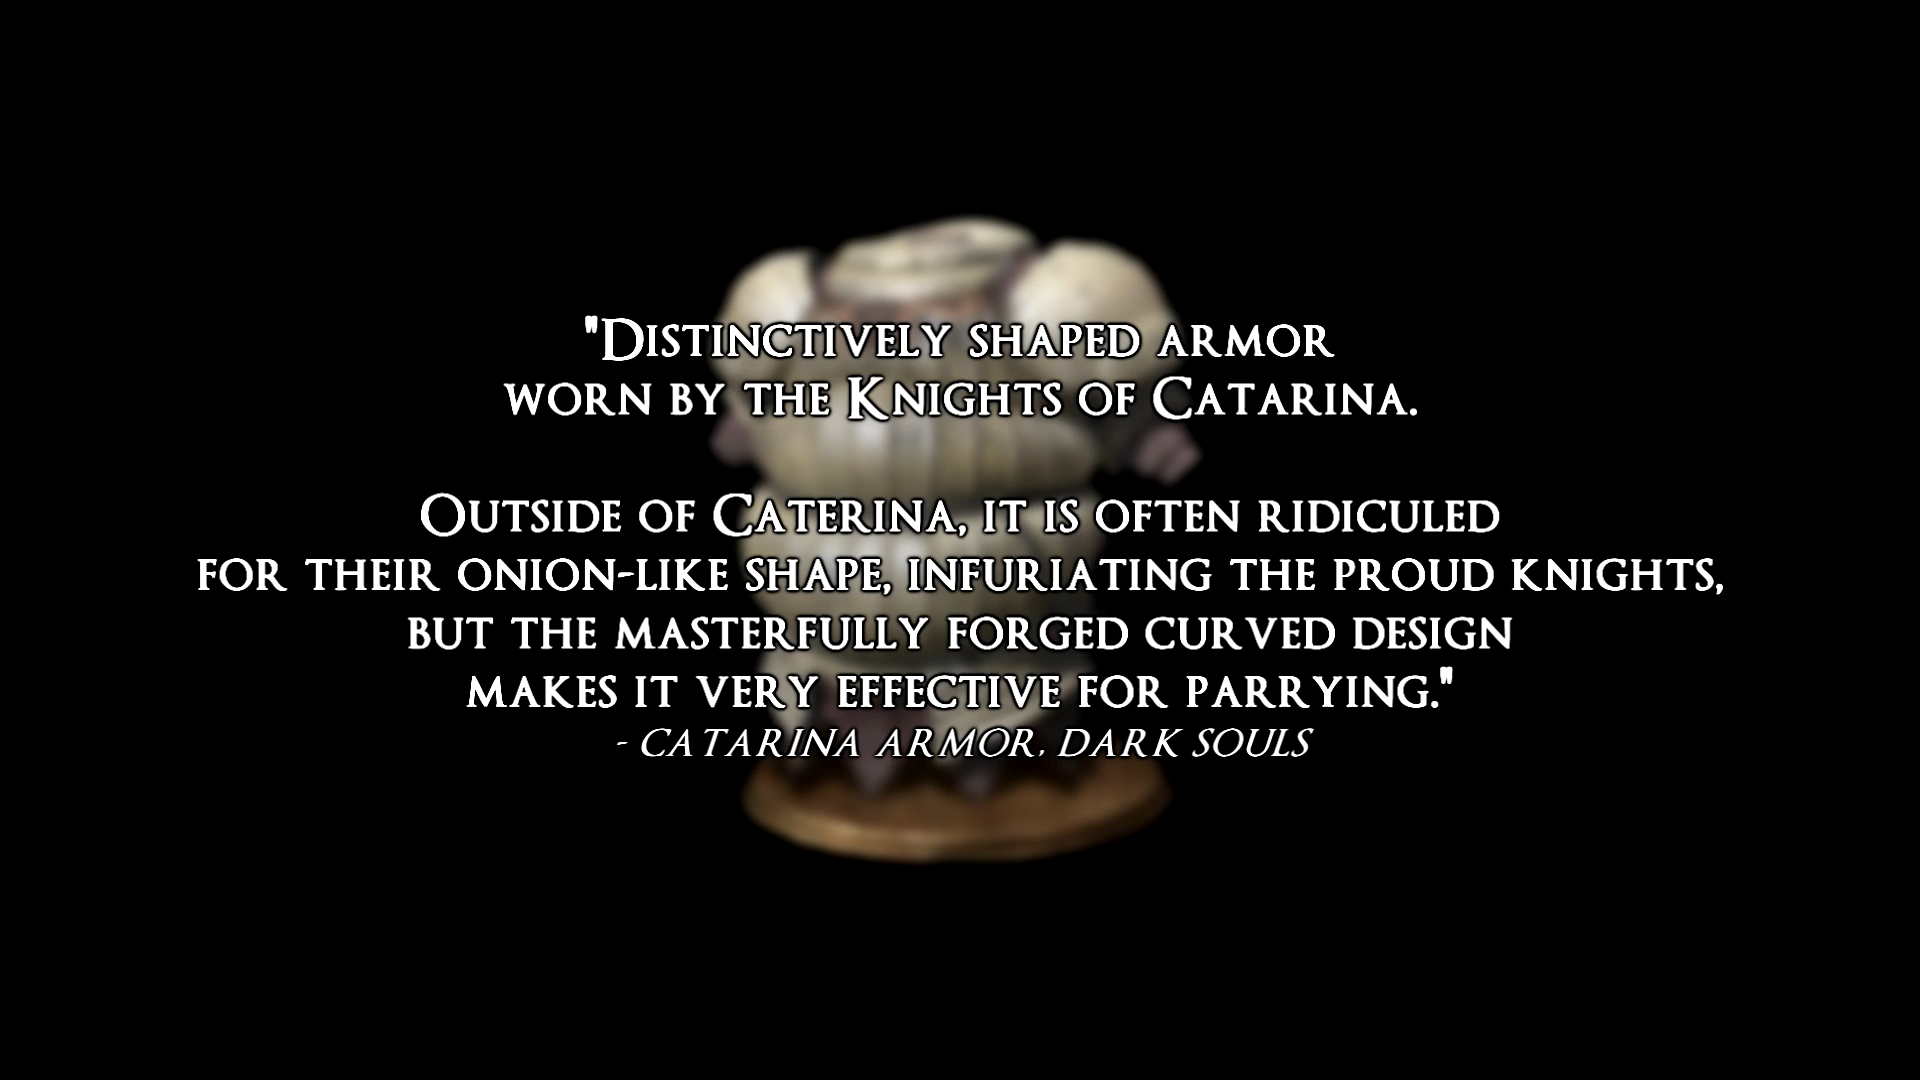 "Distinctively shaped armor
worn by the Knights of Catarina.
Outside of Caterina, it is often ridiculed
for their onion-like shape, infuriating the proud knights,
but the masterfully forged curved design
makes it very effective for parrying."
- Catarina Armor, Dark Souls